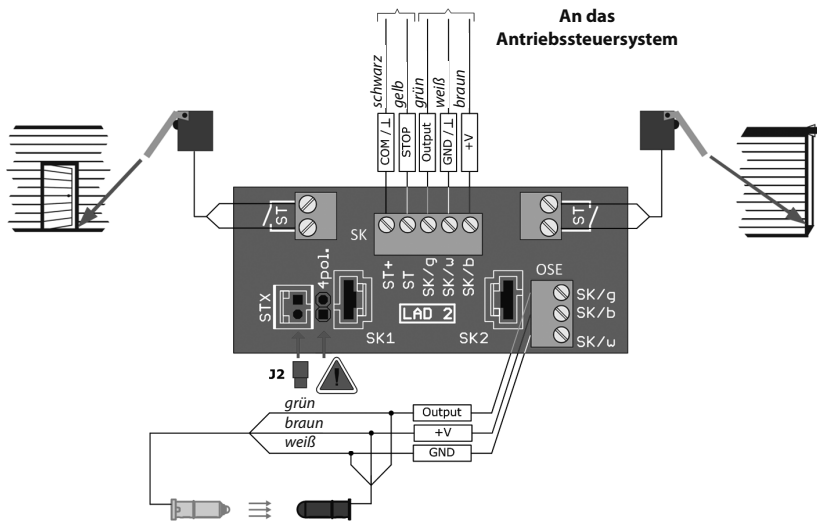 An das
Antriebssteuersystem
schwarz
gelb
grün
weiß
braun
COM / ⊥
STOP
Output
GND / ⊥
+V
ST
SK
ST
ST+
ST
SK/g
SK/w
SK/b
OSE
SK/g
SK/b
SK/w
STX
4pol.
SK1
LAD 2
SK2
J2
grün
Output
braun
+V
weiß
GND